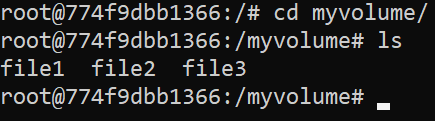 root@774f9dbb1366:/# cd myvolume/
root@774f9dbb1366:/myvolume# ls
file1  file2  file3
root@774f9dbb1366:/myvolume#